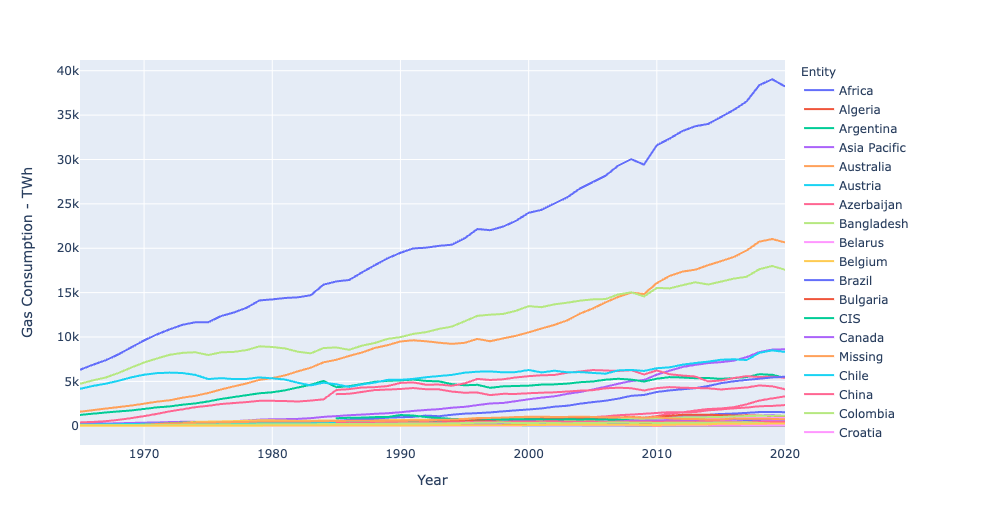 Entity
Africa
Algeria
Argentina
Asia Pacific
Australia
Austria
Azerbaijan
Bangladesh
Belarus
Belgium
Brazil
Bulgaria
CIS
Canada
Missing
Chile
China
Colombia
Croatia
Gas Consumption - TWh
40k
35k
30k
25k
20k
15k
10k
5k
0
1970 1980 1990 2000 2010 2020
Year